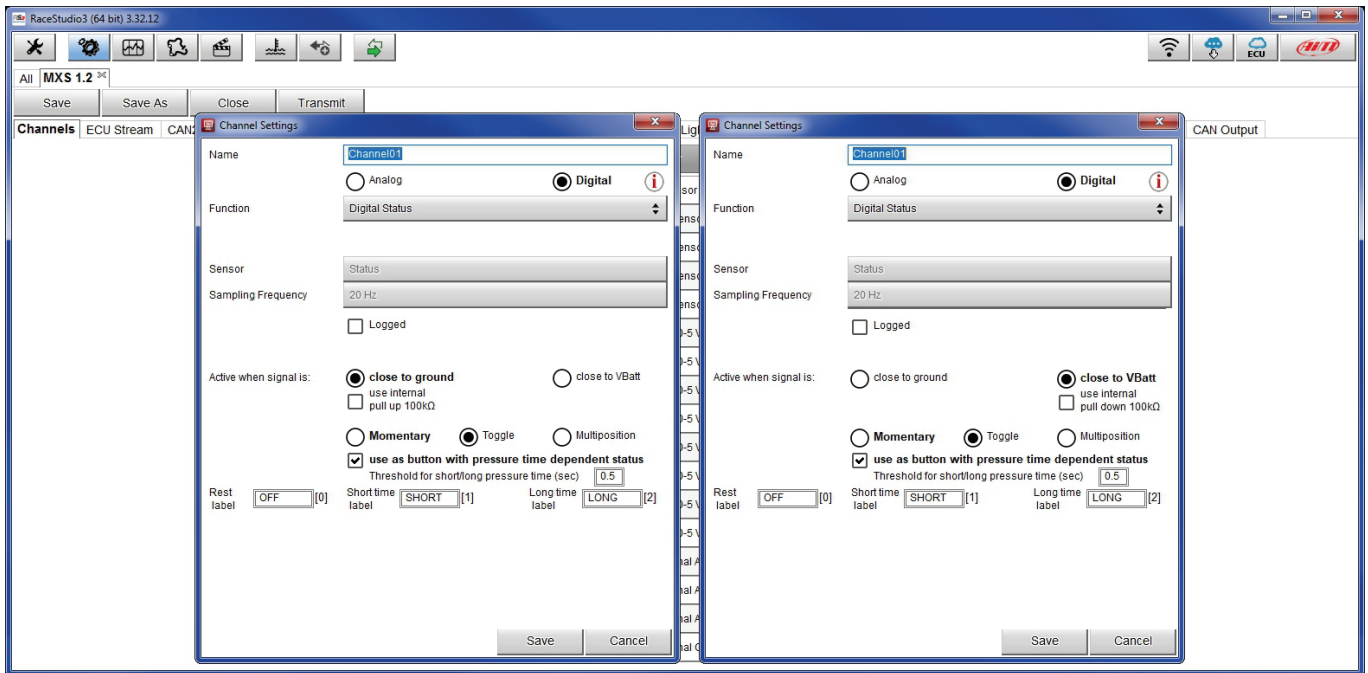 RaceStudio3 (64 bit) 3.32.12
ECU
AiM
All MXS 1.2
Save Save As Close Transmit
Channels ECU Stream CAN2 CAN Output
Channel Settings
Name Channel01
Analog Digital
Function Digital Status
Sensor Status
Sampling Frequency 20 Hz
Logged
Active when signal is: close to ground close to VBatt
use internal
pull up 100kΩ
Momentary Toggle Multiposition
use as button with pressure time dependent status
Threshold for short/long pressure time (sec) 0.5
Rest label OFF [0] Short time label SHORT [1] Long time label LONG [2]
Save Cancel
Channel Settings
Name Channel01
Analog Digital
Function Digital Status
Sensor Status
Sampling Frequency 20 Hz
Logged
Active when signal is: close to ground close to VBatt
use internal
pull down 100kΩ
Momentary Toggle Multiposition
use as button with pressure time dependent status
Threshold for short/long pressure time (sec) 0.5
Rest label OFF [0] Short time label SHORT [1] Long time label LONG [2]
Save Cancel